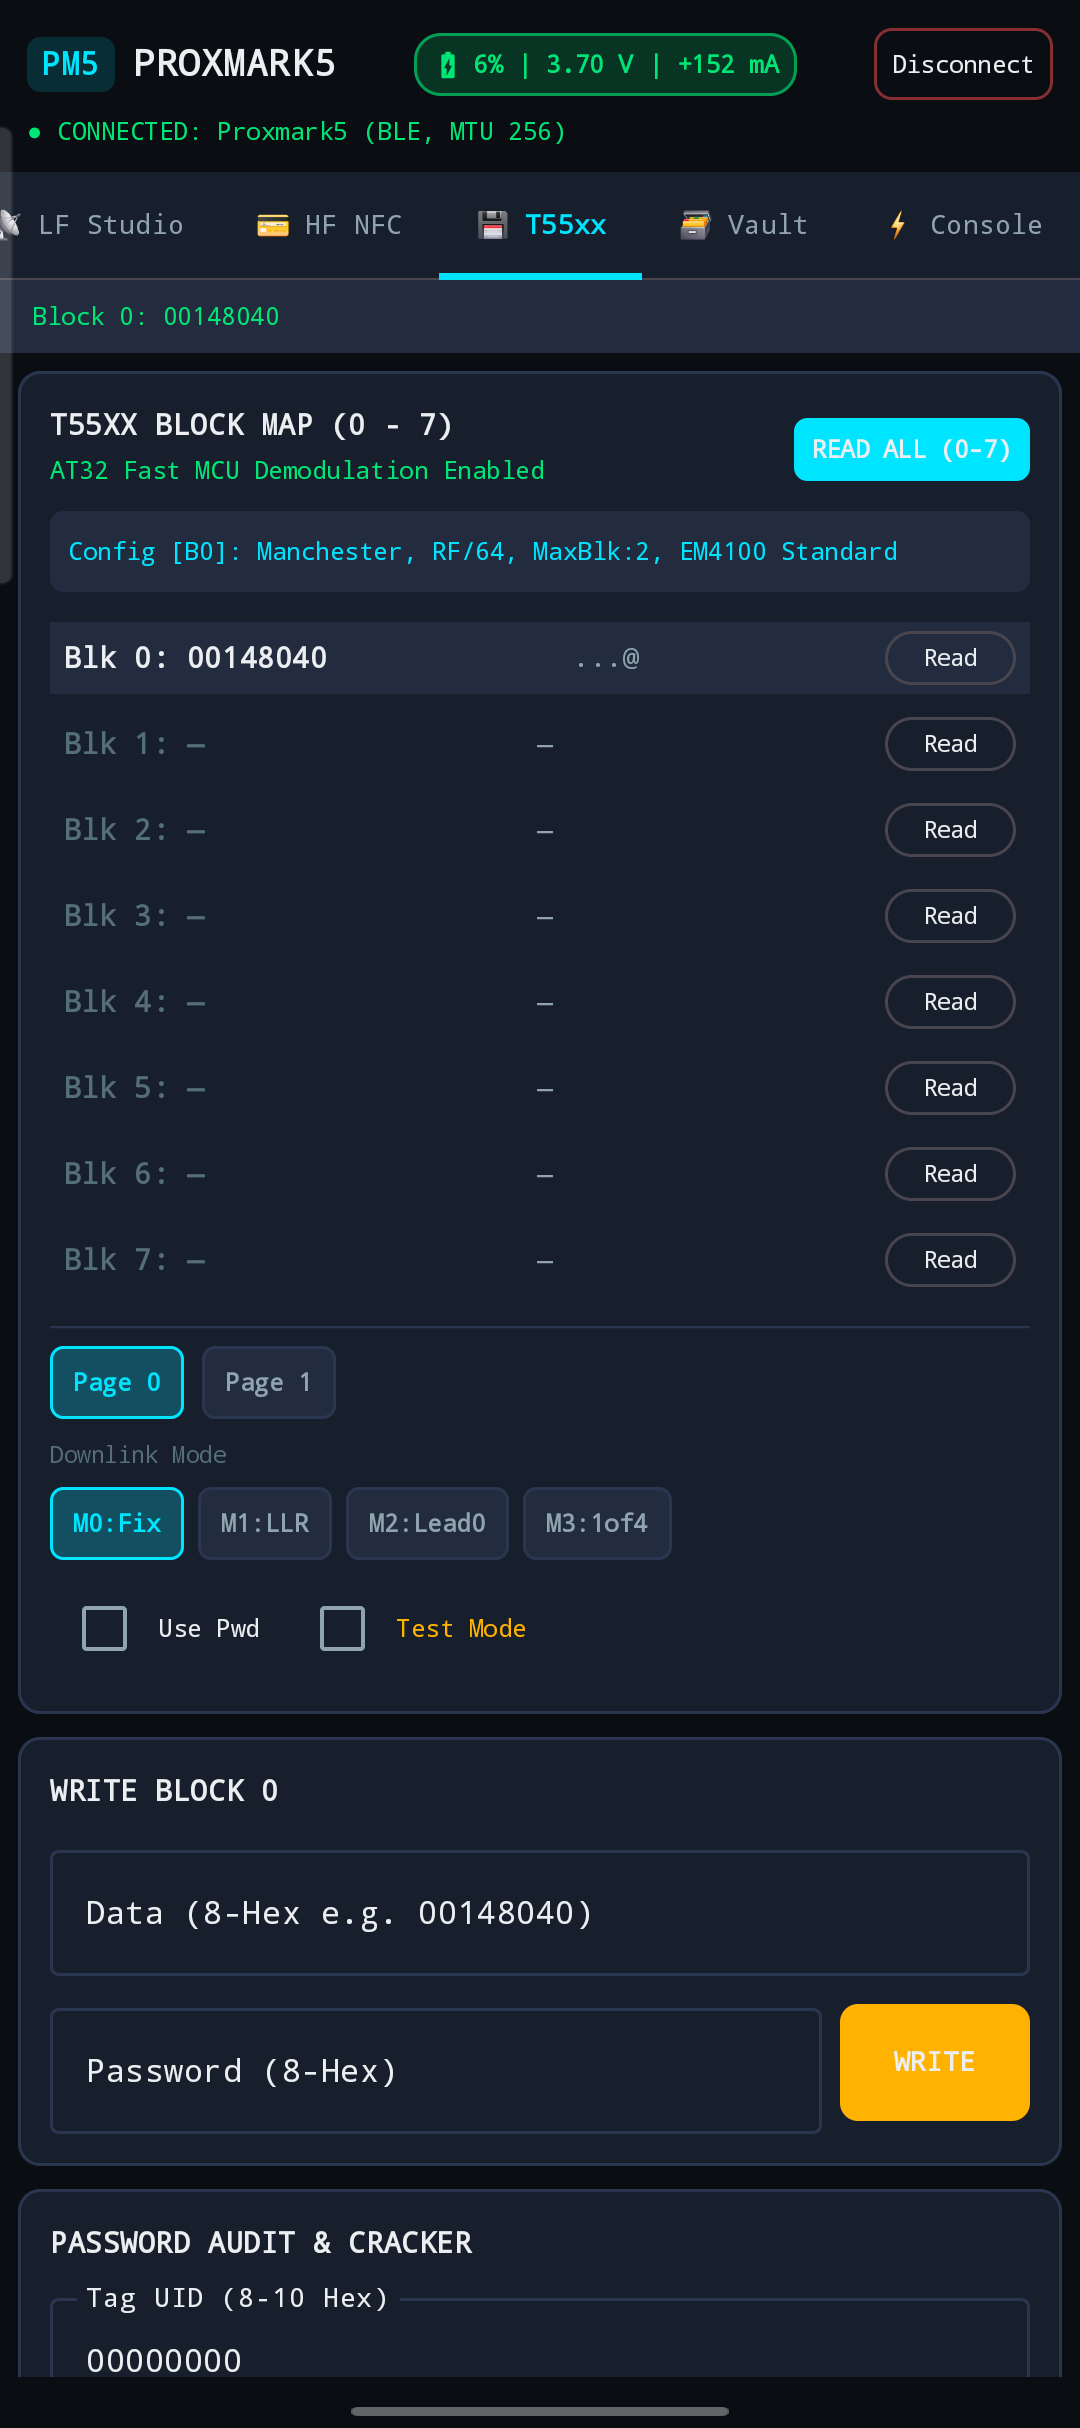 PM5 PROXMARK5 6% | 3.70 V | +152 mA Disconnect
● CONNECTED: Proxmark5 (BLE, MTU 256)
LF Studio HF NFC T55xx Vault Console
Block 0: 00148040
T55XX BLOCK MAP (0 - 7)
AT32 Fast MCU Demodulation Enabled
READ ALL (0-7)
Config [B0]: Manchester, RF/64, MaxBlk:2, EM4100 Standard
Blk 0: 00148040 ...@ Read
Blk 1: — — Read
Blk 2: — — Read
Blk 3: — — Read
Blk 4: — — Read
Blk 5: — — Read
Blk 6: — — Read
Blk 7: — — Read
Page 0 Page 1
Downlink Mode
M0:Fix M1:LLR M2:Lead0 M3:1of4
Use Pwd Test Mode
WRITE BLOCK 0
Data (8-Hex e.g. 00148040)
Password (8-Hex) WRITE
PASSWORD AUDIT & CRACKER
Tag UID (8-10 Hex)
00000000